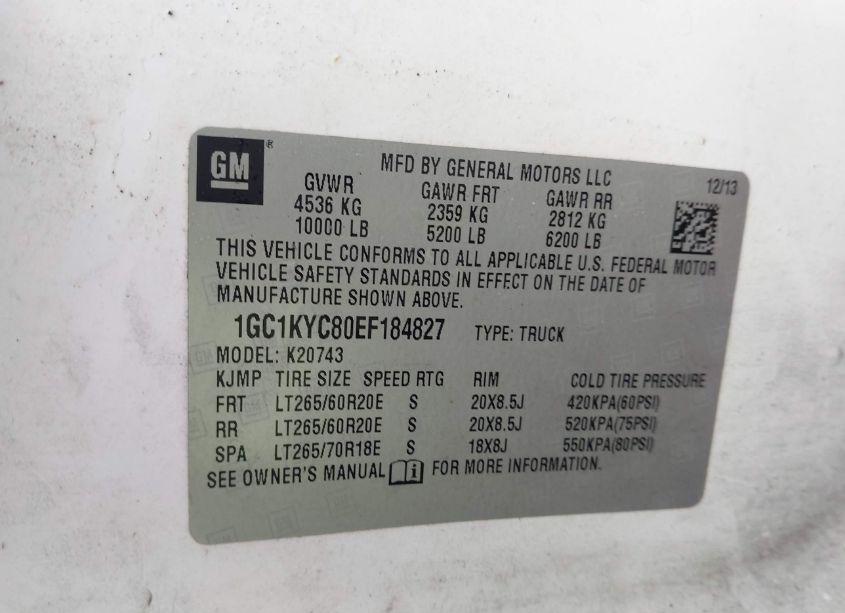 GM®
MFD BY GENERAL MOTORS LLC
12/13
GVWR GAWR FRT GAWR RR
4536 KG 2359 KG 2812 KG
10000 LB 5200 LB 6200 LB
THIS VEHICLE CONFORMS TO ALL APPLICABLE U.S. FEDERAL MOTOR
VEHICLE SAFETY STANDARDS IN EFFECT ON THE DATE OF
MANUFACTURE SHOWN ABOVE.
1GC1KYC80EF184827 TYPE: TRUCK
MODEL: K20743
KJMP TIRE SIZE SPEED RTG RIM COLD TIRE PRESSURE
FRT LT265/60R20E S 20X8.5J 420KPA(60PSI)
RR LT265/60R20E S 20X8.5J 520KPA(75PSI)
SPA LT265/70R18E S 18X8J 550KPA(80PSI)
SEE OWNER'S MANUAL i FOR MORE INFORMATION.